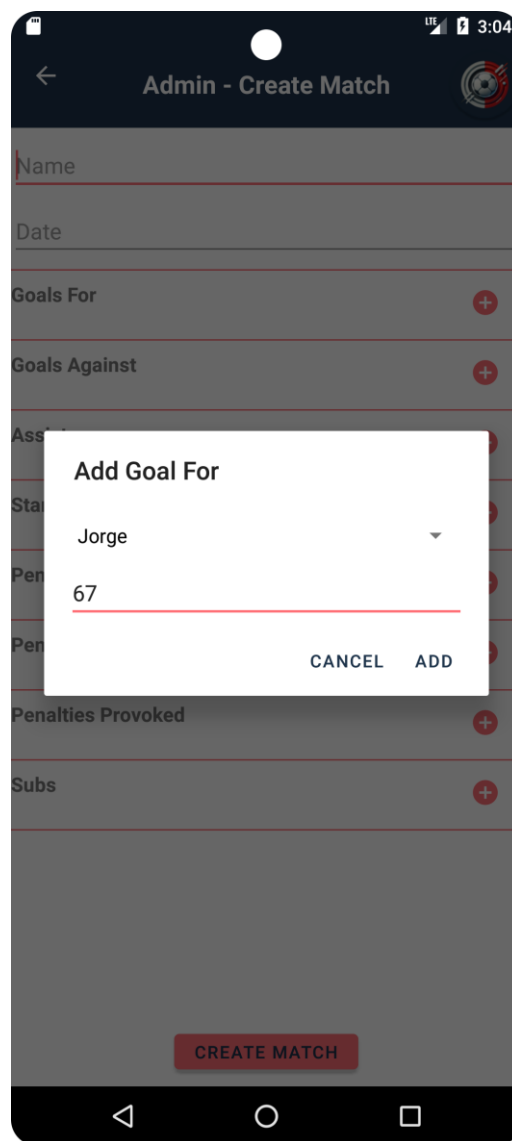 LTE 3:04
Admin - Create Match
Name
Date
Goals For
Goals Against
Add Goal For
Jorge
67
CANCEL ADD
Penalties Provoked
Subs
CREATE MATCH